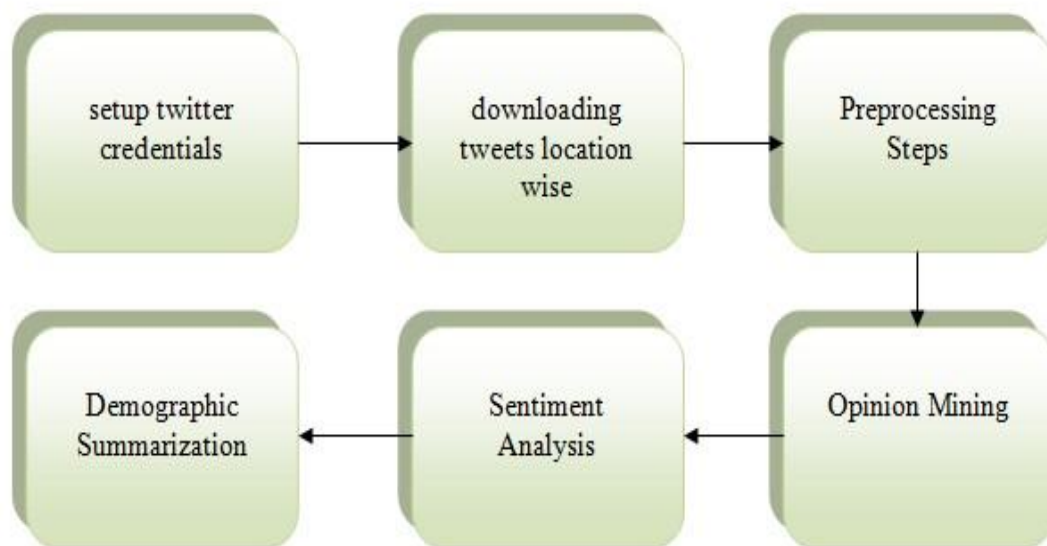 setup twitter
credentials
downloading
tweets location
wise
Preprocessing
Steps
Opinion Mining
Sentiment
Analysis
Demographic
Summarization